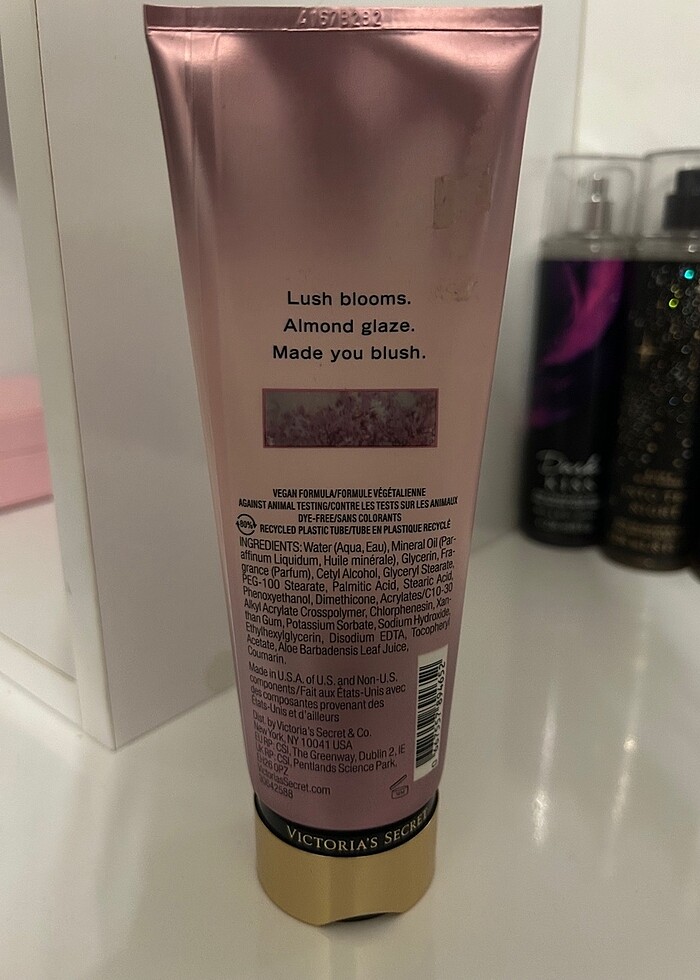 A1678292
Lush blooms.
Almond glaze.
Made you blush.
VEGAN FORMULA/FORMULE VÉGÉTALIENNE
AGAINST ANIMAL TESTING/CONTRE LES TESTS SUR LES ANIMAUX
DYE-FREE/SANS COLORANTS
80% RECYCLED PLASTIC TUBE/TUBE EN PLASTIQUE RECYCLÉ
INGREDIENTS: Water (Aqua, Eau), Mineral Oil (Par-
affinum Liquidum, Huile minérale), Glycerin, Fra-
grance (Parfum), Cetyl Alcohol, Glyceryl Stearate,
PEG-100 Stearate, Palmitic Acid, Stearic Acid,
Phenoxyethanol, Dimethicone, Acrylates/C10-30
Alkyl Acrylate Crosspolymer, Chlorphenesin, Xan-
than Gum, Potassium Sorbate, Sodium Hydroxide,
Ethylhexylglycerin, Disodium EDTA, Tocopheryl
Acetate, Aloe Barbadensis Leaf Juice,
Coumarin.
Made in U.S.A. of U.S. and Non-U.S.
components/Fait aux États-Unis avec
des composantes provenant des
États-Unis et d'ailleurs
Dist. by Victoria's Secret & Co.
New York, NY 10041 USA
EU RP: CSI, The Greenway, Dublin 2, IE
UK RP: CSI, Pentlands Science Park,
EH26 0PZ
VictoriasSecret.com
VICTORIA'S SECRET
Dark
KISS